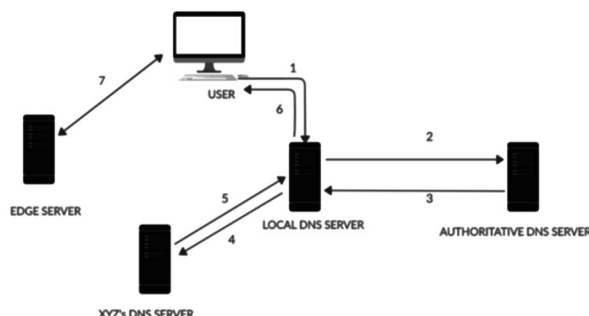 7
1
USER
6
2
EDGE SERVER
5
3
LOCAL DNS SERVER
4
AUTHORITATIVE DNS SERVER
XYZ's DNS SERVER